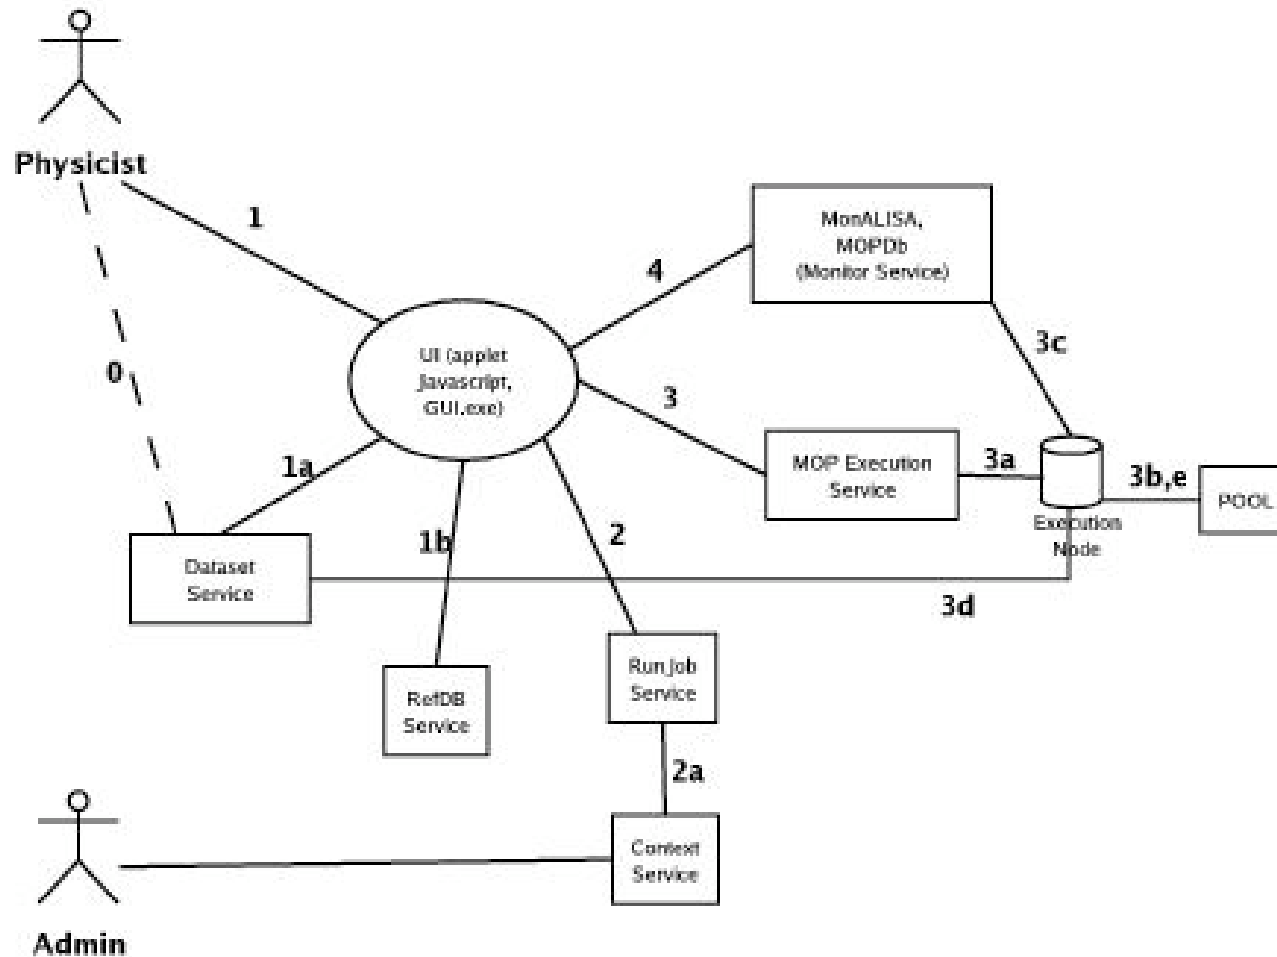 Physicist
1
MonALISA,
MOPDb
(Monitor Service)
4
3c
UI (applet
Javascript,
GUI.exe)
0
3
1a
MOP Execution
Service
3a
3b,e
POOL
Execution
Node
1b
2
Dataset
Service
3d
RunJob
Service
RefDB
Service
2a
Context
Service
Admin